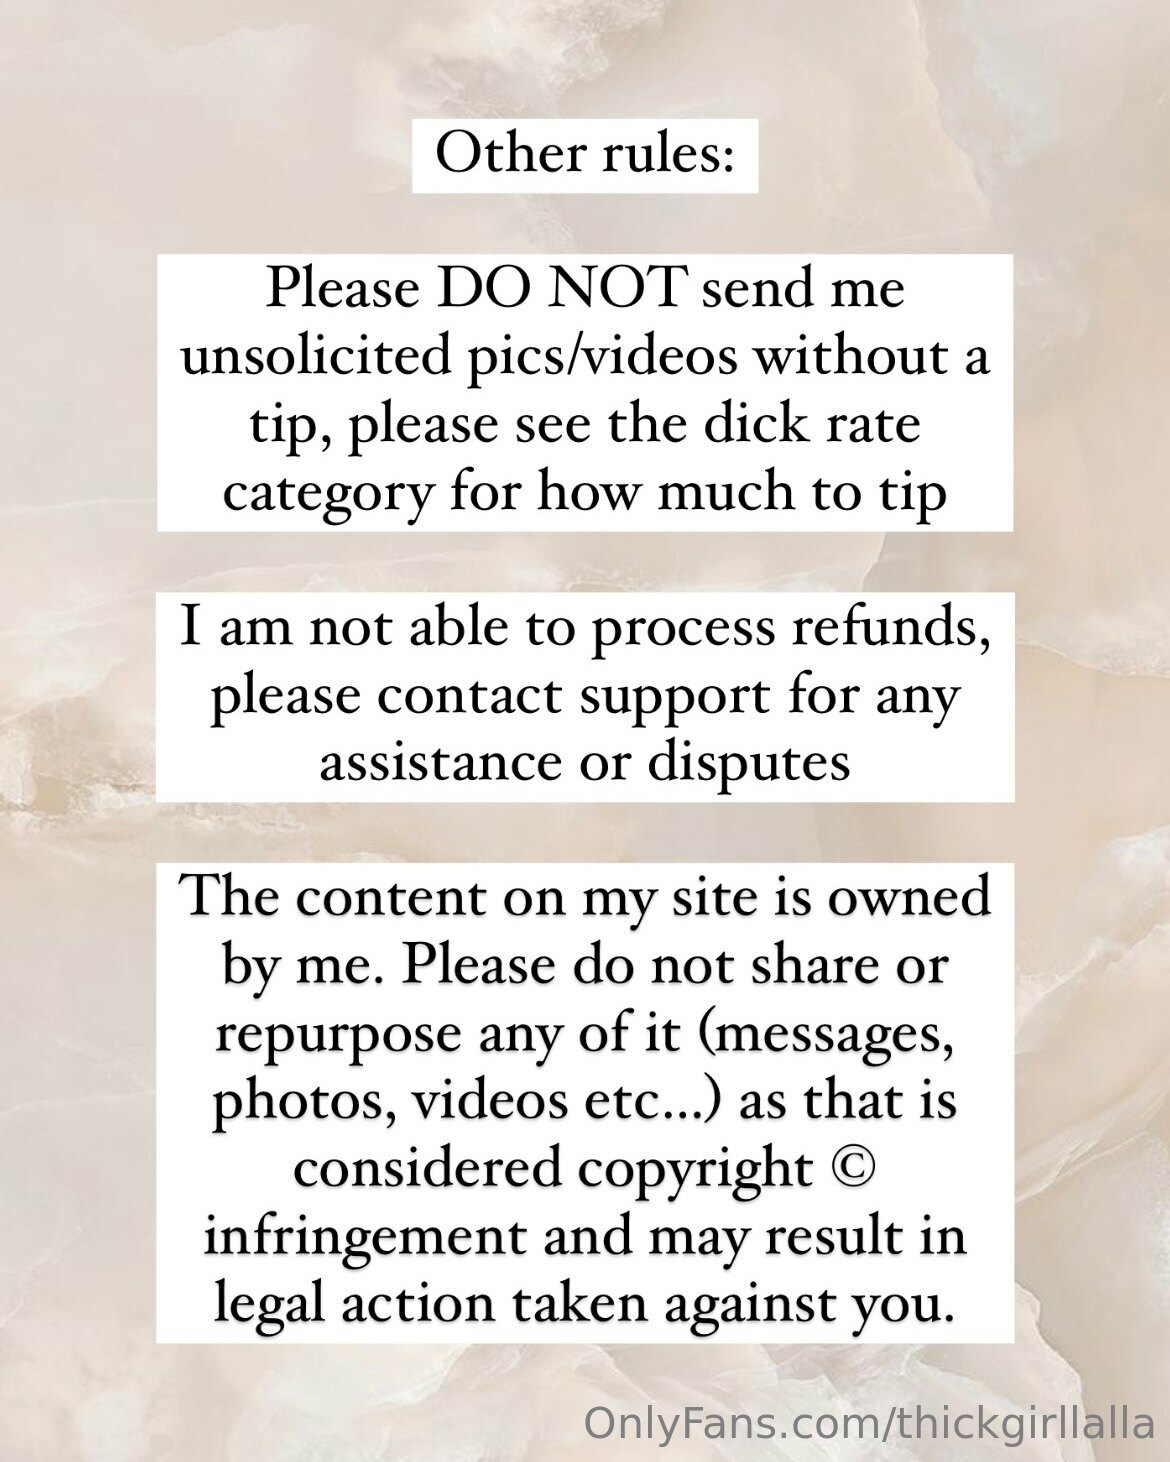 Other rules:
Please DO NOT send me
unsolicited pics/videos without a
tip, please see the dick rate
category for how much to tip
I am not able to process refunds,
please contact support for any
assistance or disputes
The content on my site is owned
by me. Please do not share or
repurpose any of it (messages,
photos, videos etc...) as that is
considered copyright ©
infringement and may result in
legal action taken against you.
OnlyFans.com/thickgirllalla